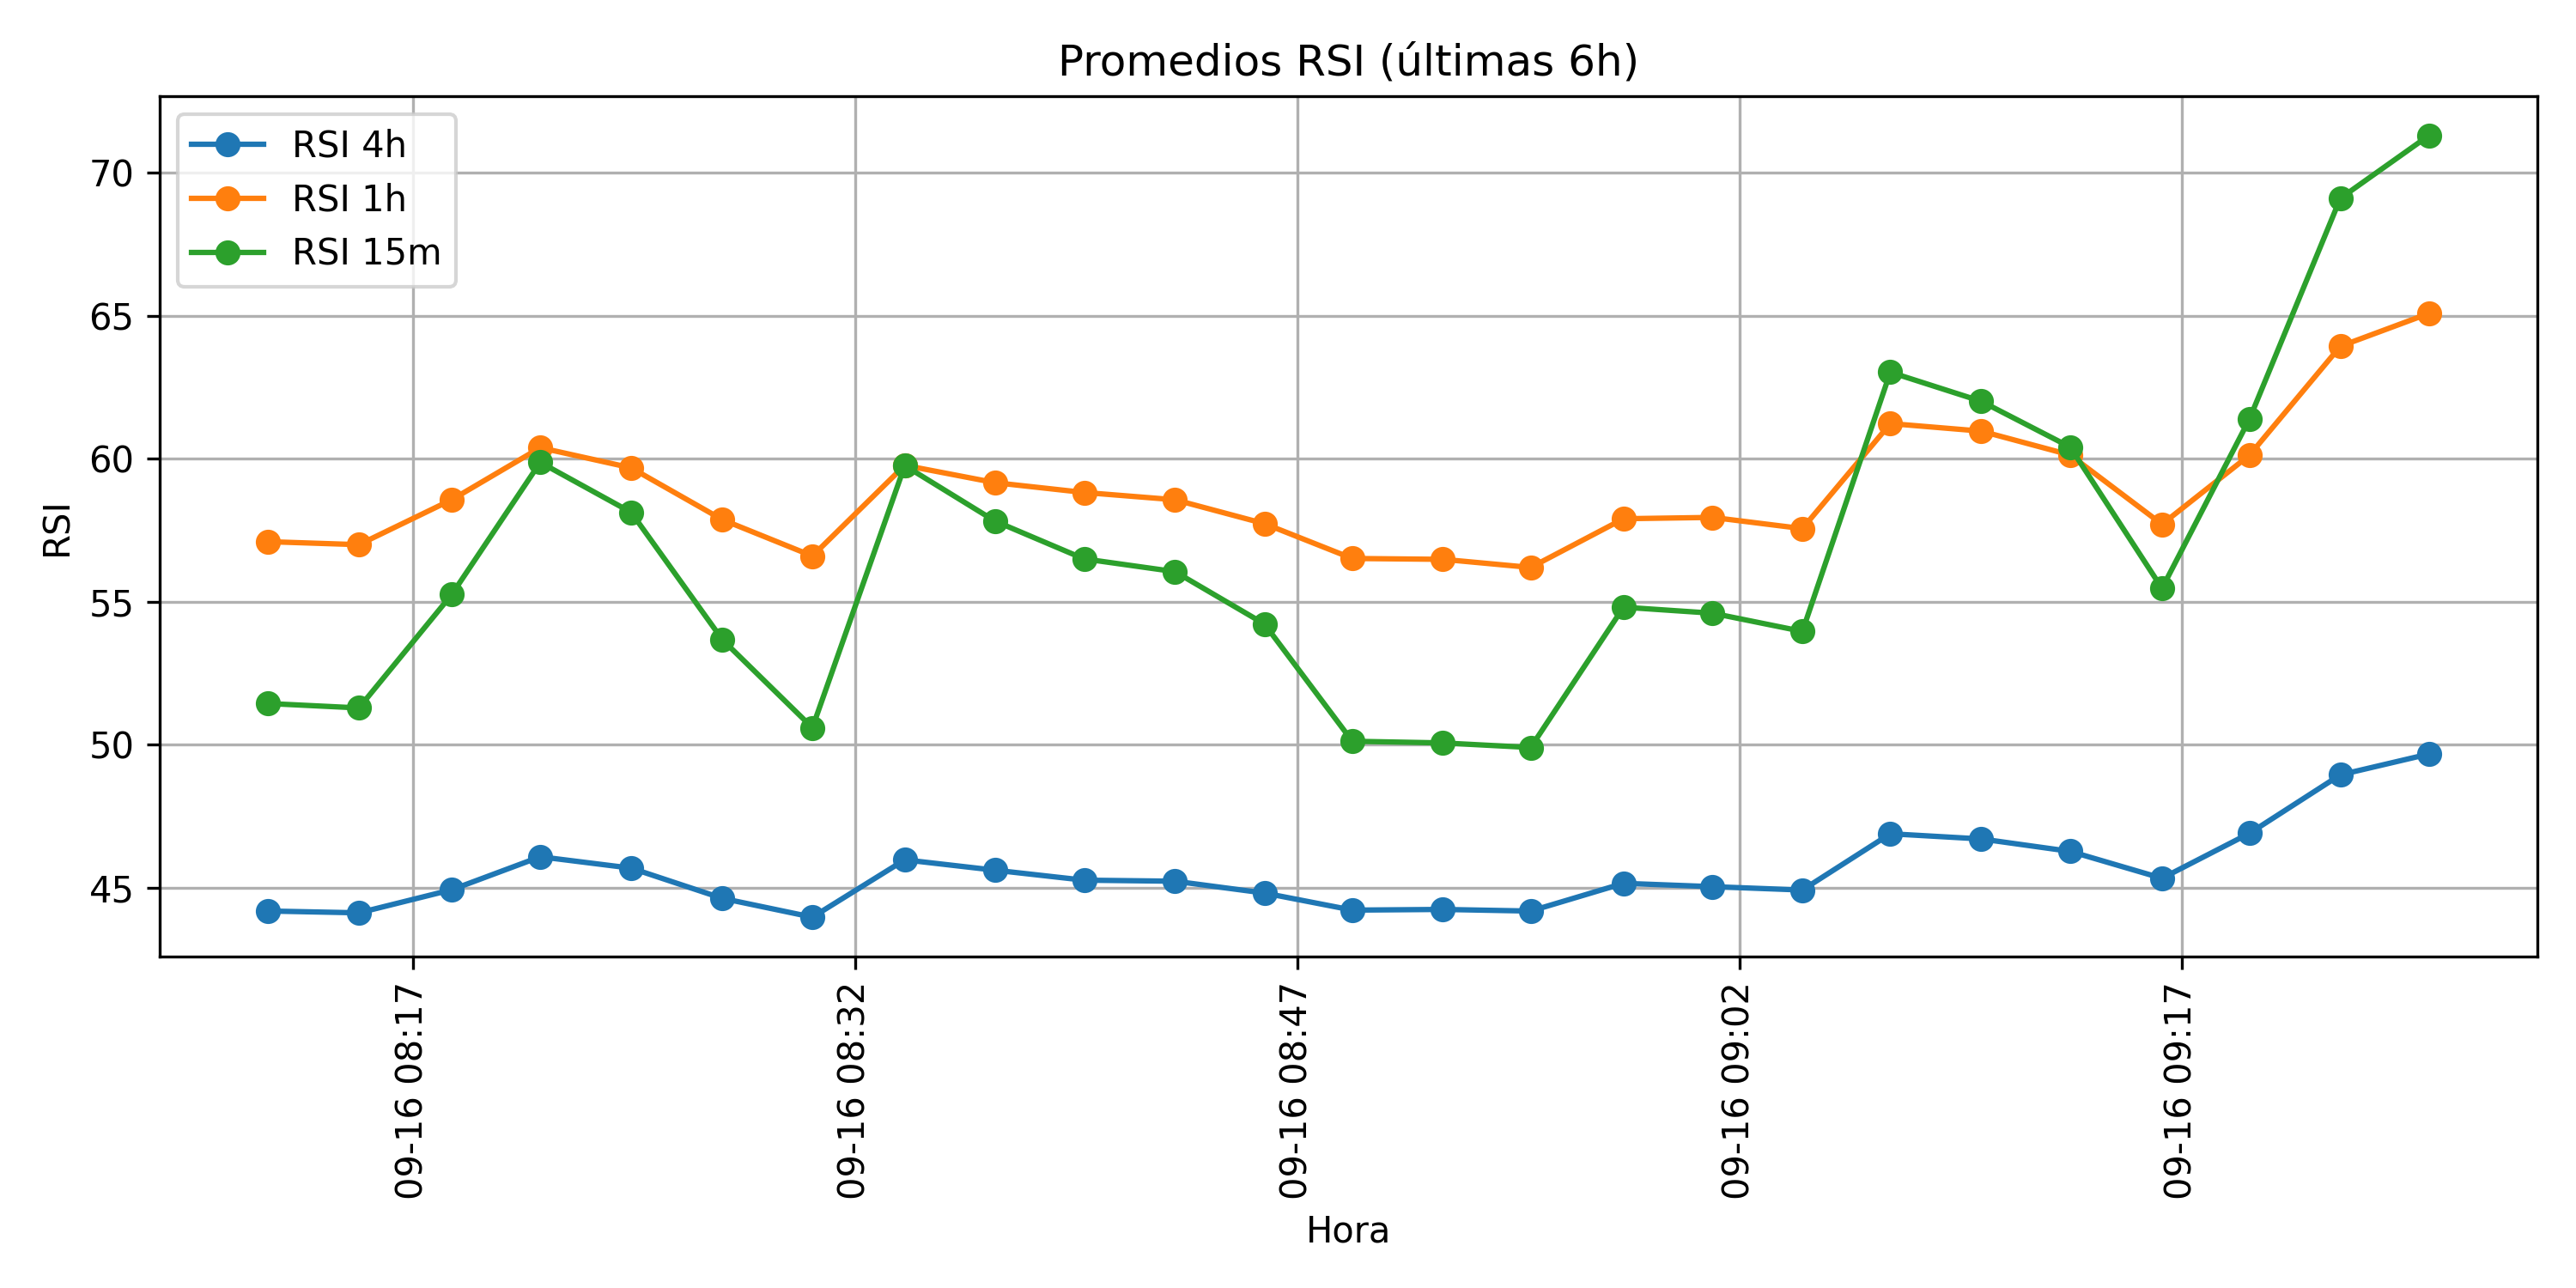 Promedios RSI (últimas 6h)
RSI 4h
RSI 1h
RSI 15m
RSI
70
65
60
55
50
45
09-16 08:17
09-16 08:32
09-16 08:47
09-16 09:02
09-16 09:17
Hora